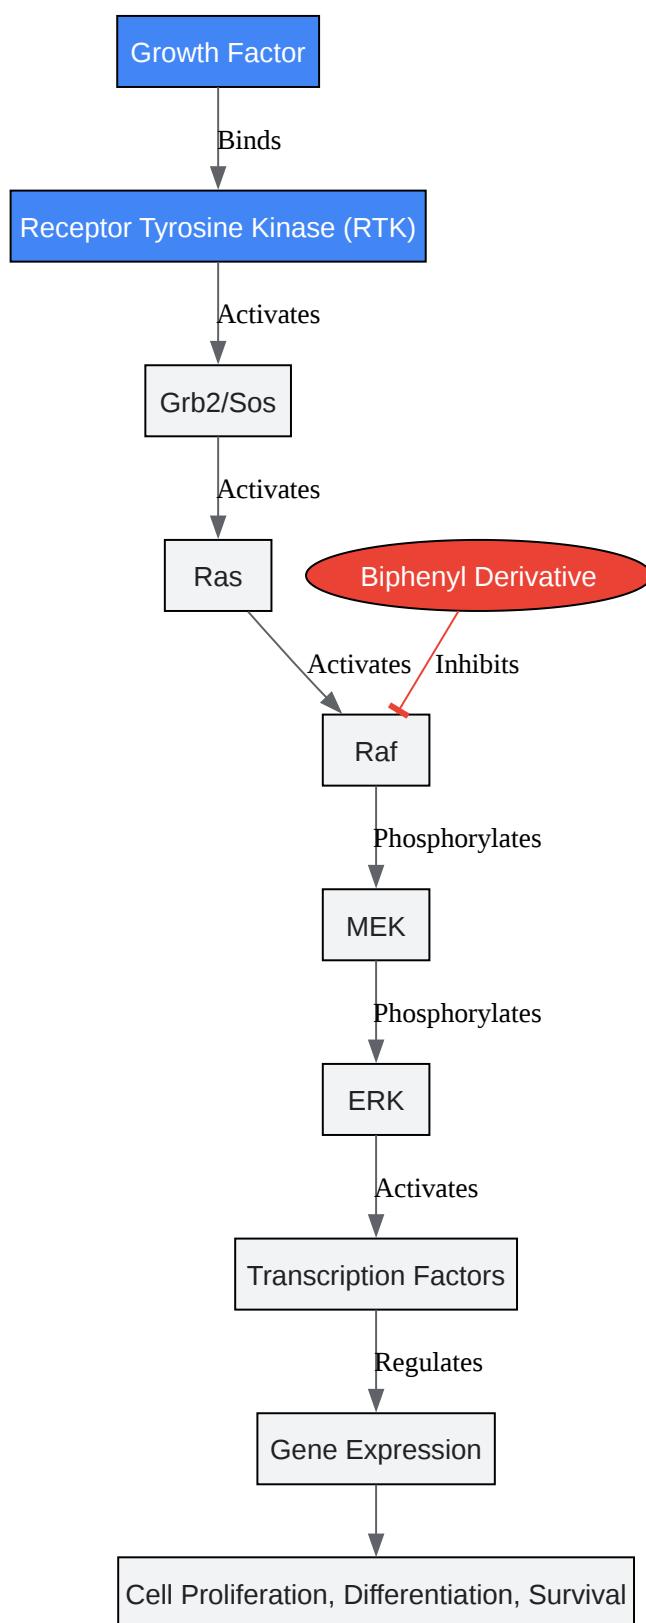 Growth Factor
Binds
Receptor Tyrosine Kinase (RTK)
Activates
Grb2/Sos
Activates
Ras
Biphenyl Derivative
Activates
Inhibits
Raf
Phosphorylates
MEK
Phosphorylates
ERK
Activates
Transcription Factors
Regulates
Gene Expression
Cell Proliferation, Differentiation, Survival